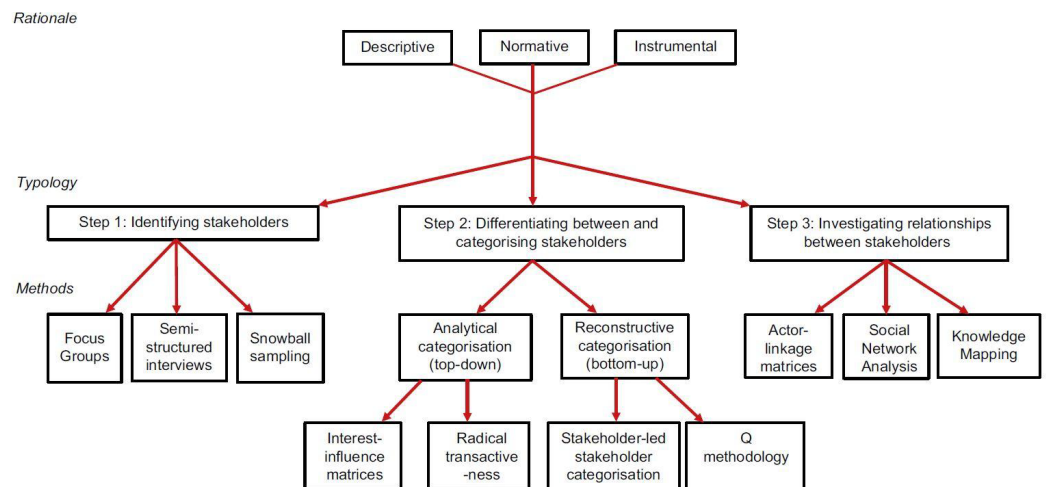 Rationale
Descriptive
Normative
Instrumental
Typology
Step 1: Identifying stakeholders
Step 2: Differentiating between and
categorising stakeholders
Step 3: Investigating relationships
between stakeholders
Methods
Focus
Groups
Semi-
structured
interviews
Snowball
sampling
Analytical
categorisation
(top-down)
Reconstructive
categorisation
(bottom-up)
Actor-
linkage
matrices
Social
Network
Analysis
Knowledge
Mapping
Interest-
influence
matrices
Radical
transactive
-ness
Stakeholder-led
stakeholder
categorisation
Q
methodology